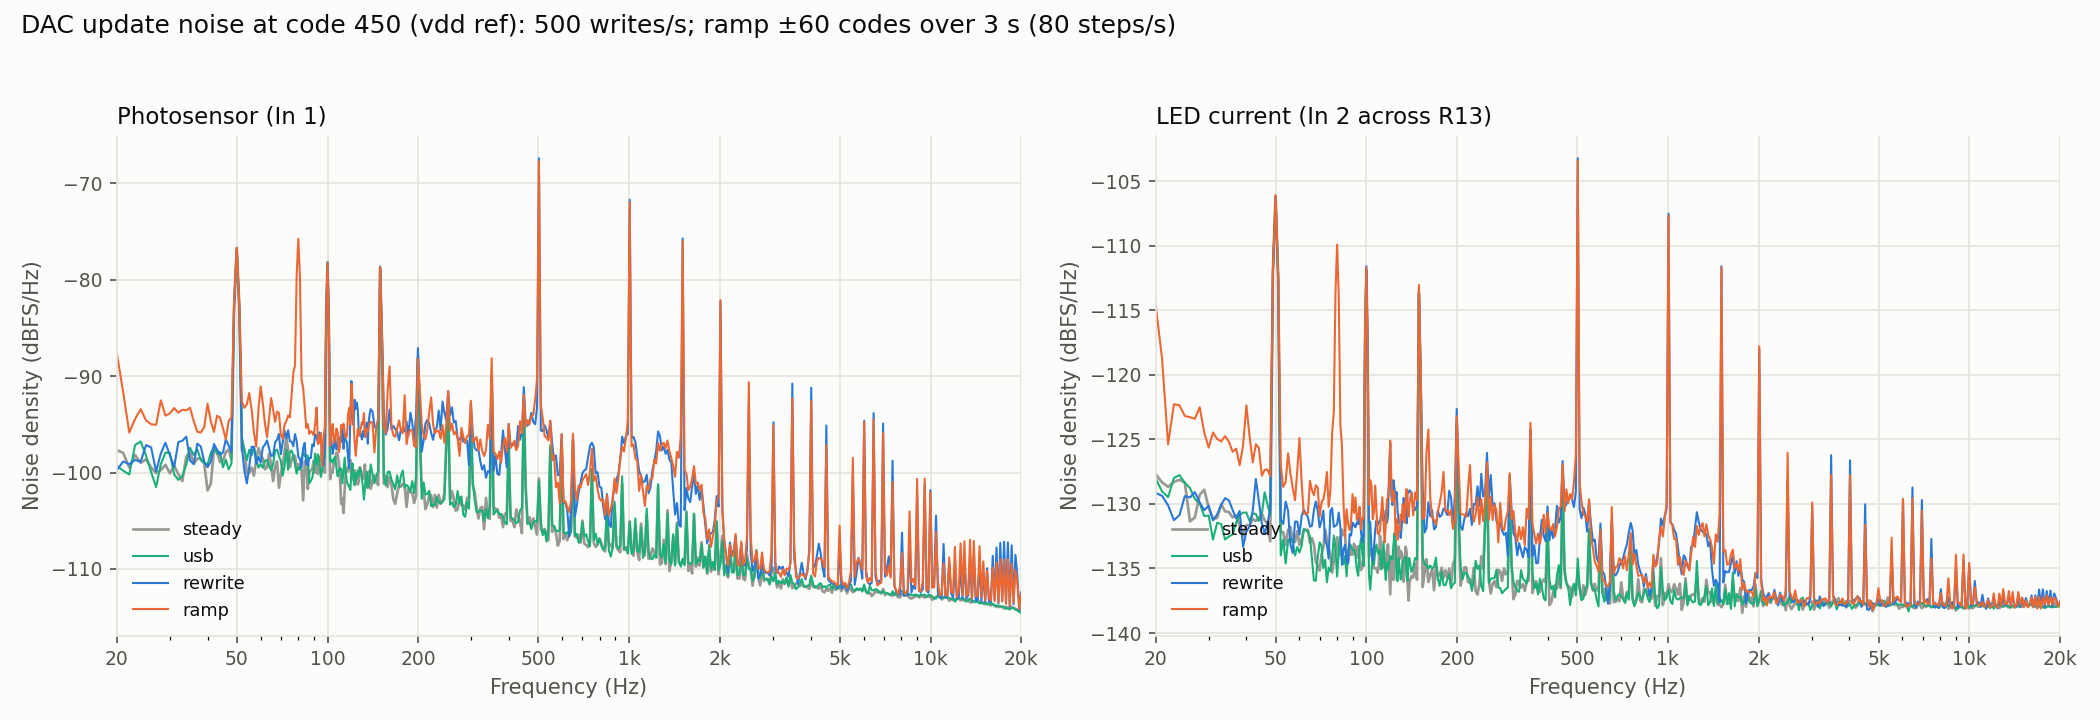 DAC update noise at code 450 (vdd ref): 500 writes/s; ramp ±60 codes over 3 s (80 steps/s)
Photosensor (In 1)
Noise density (dBFS/Hz)
−70
−80
−90
−100
−110
steady
usb
rewrite
ramp
20 50 100 200 500 1k 2k 5k 10k 20k
Frequency (Hz)
LED current (In 2 across R13)
Noise density (dBFS/Hz)
−105
−110
−115
−120
−125
−130
−135
−140
steady
usb
rewrite
ramp
20 50 100 200 500 1k 2k 5k 10k 20k
Frequency (Hz)